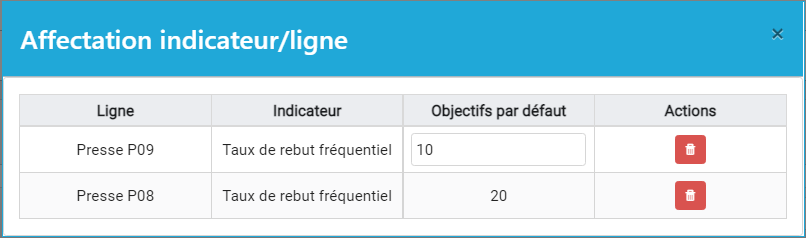 Affectation indicateur/ligne
×
Ligne Indicateur Objectifs par défaut Actions
Presse P09 Taux de rebut fréquentiel 10
Presse P08 Taux de rebut fréquentiel 20